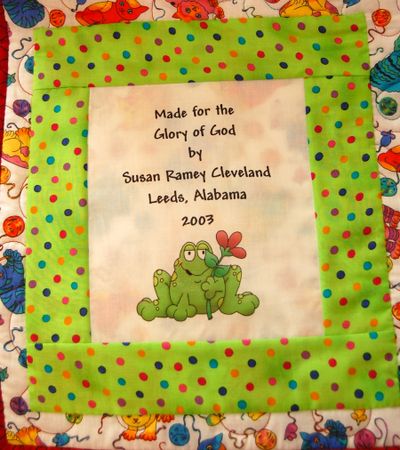 Made for the
Glory of God
by
Susan Ramey Cleveland
Leeds, Alabama
2003